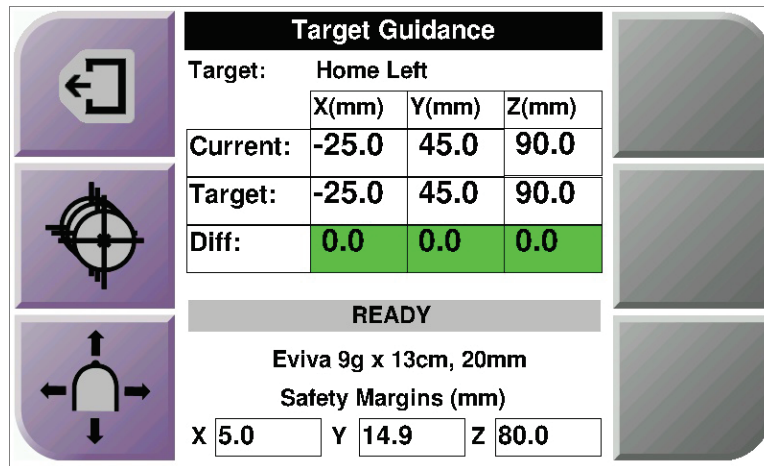 Target Guidance
Target: Home Left
X(mm) Y(mm) Z(mm)
Current: -25.0 45.0 90.0
Target: -25.0 45.0 90.0
Diff: 0.0 0.0 0.0
READY
Eviva 9g x 13cm, 20mm
Safety Margins (mm)
X 5.0 Y 14.9 Z 80.0